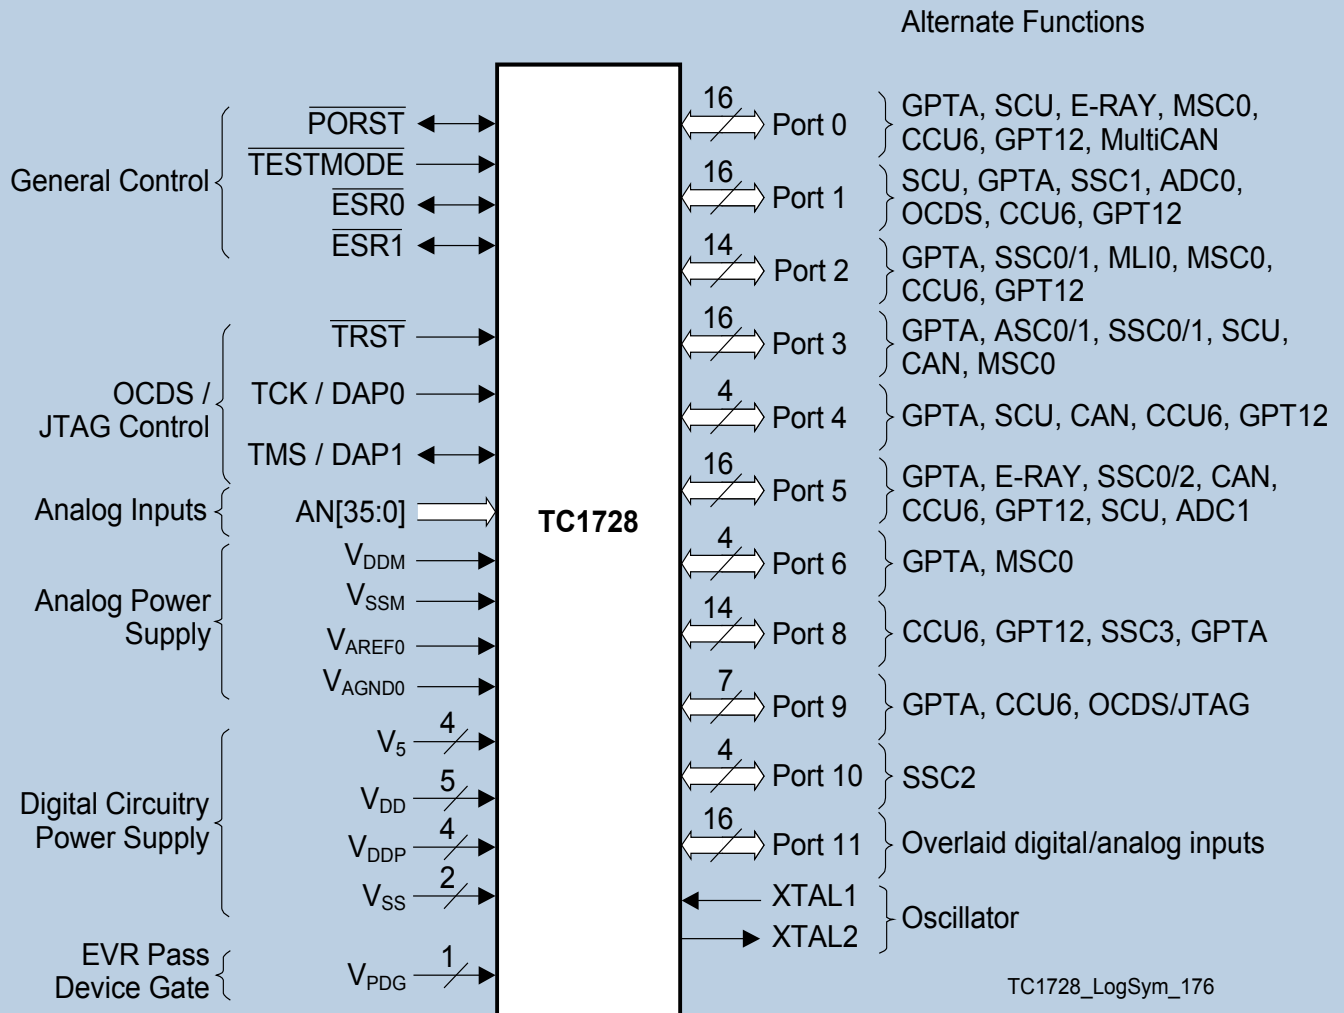 Alternate Functions
General Control
PORST
TESTMODE
ESR0
ESR1
OCDS /
JTAG Control
TRST
TCK / DAP0
TMS / DAP1
Analog Inputs
AN[35:0]
Analog Power
Supply
VDDM
VSSM
VAREF0
VAGND0
Digital Circuitry
Power Supply
V5
4
VDD
5
VDDP
4
VSS
2
EVR Pass
Device Gate
VPDG
1
TC1728
16
Port 0
GPTA, SCU, E-RAY, MSC0,
CCU6, GPT12, MultiCAN
16
Port 1
SCU, GPTA, SSC1, ADC0,
OCDS, CCU6, GPT12
14
Port 2
GPTA, SSC0/1, MLI0, MSC0,
CCU6, GPT12
16
Port 3
GPTA, ASC0/1, SSC0/1, SCU,
CAN, MSC0
4
Port 4
GPTA, SCU, CAN, CCU6, GPT12
16
Port 5
GPTA, E-RAY, SSC0/2, CAN,
CCU6, GPT12, SCU, ADC1
4
Port 6
GPTA, MSC0
14
Port 8
CCU6, GPT12, SSC3, GPTA
7
Port 9
GPTA, CCU6, OCDS/JTAG
4
Port 10
SSC2
16
Port 11
Overlaid digital/analog inputs
XTAL1
XTAL2
Oscillator
TC1728_LogSym_176